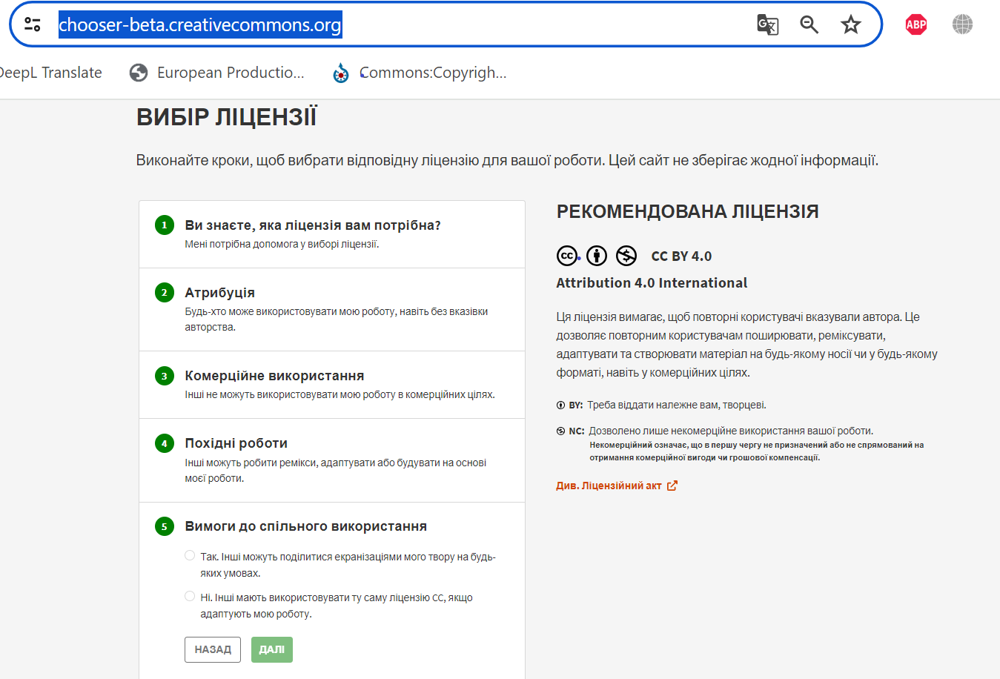 chooser-beta.creativecommons.org
ABP
DeepL Translate
European Productio...
Commons:Copyrigh...
ВИБІР ЛІЦЕНЗІЇ
Виконайте кроки, щоб вибрати відповідну ліцензію для вашої роботи. Цей сайт не зберігає жодної інформації.
1 Ви знаєте, яка ліцензія вам потрібна?
Мені потрібна допомога у виборі ліцензії.
2 Атрибуція
Будь-хто може використовувати мою роботу, навіть без вказівки
авторства.
3 Комерційне використання
Інші не можуть використовувати мою роботу в комерційних цілях.
4 Похідні роботи
Інші можуть робити ремікси, адаптувати або будувати на основі
моєї роботи.
5 Вимоги до спільного використання
Так. Інші можуть поділитися екранізаціями мого твору на будь-
яких умовах.
Ні. Інші мають використовувати ту саму ліцензію CC, якщо
адаптують мою роботу.
НАЗАД
ДАЛІ
РЕКОМЕНДОВАНА ЛІЦЕНЗІЯ
CC BY 4.0
Attribution 4.0 International
Ця ліцензія вимагає, щоб повторні користувачі вказували автора. Це
дозволяє повторним користувачам поширювати, реміксувати,
адаптувати та створювати матеріал на будь-якому носії чи у будь-якому
форматі, навіть у комерційних цілях.
BY: Треба віддати належне вам, творцеві.
NC: Дозволено лише некомерційне використання вашої роботи.
Некомерційний означає, що в першу чергу не призначений або не спрямований на
отримання комерційної вигоди чи грошової компенсації.
Див. Ліцензійний акт